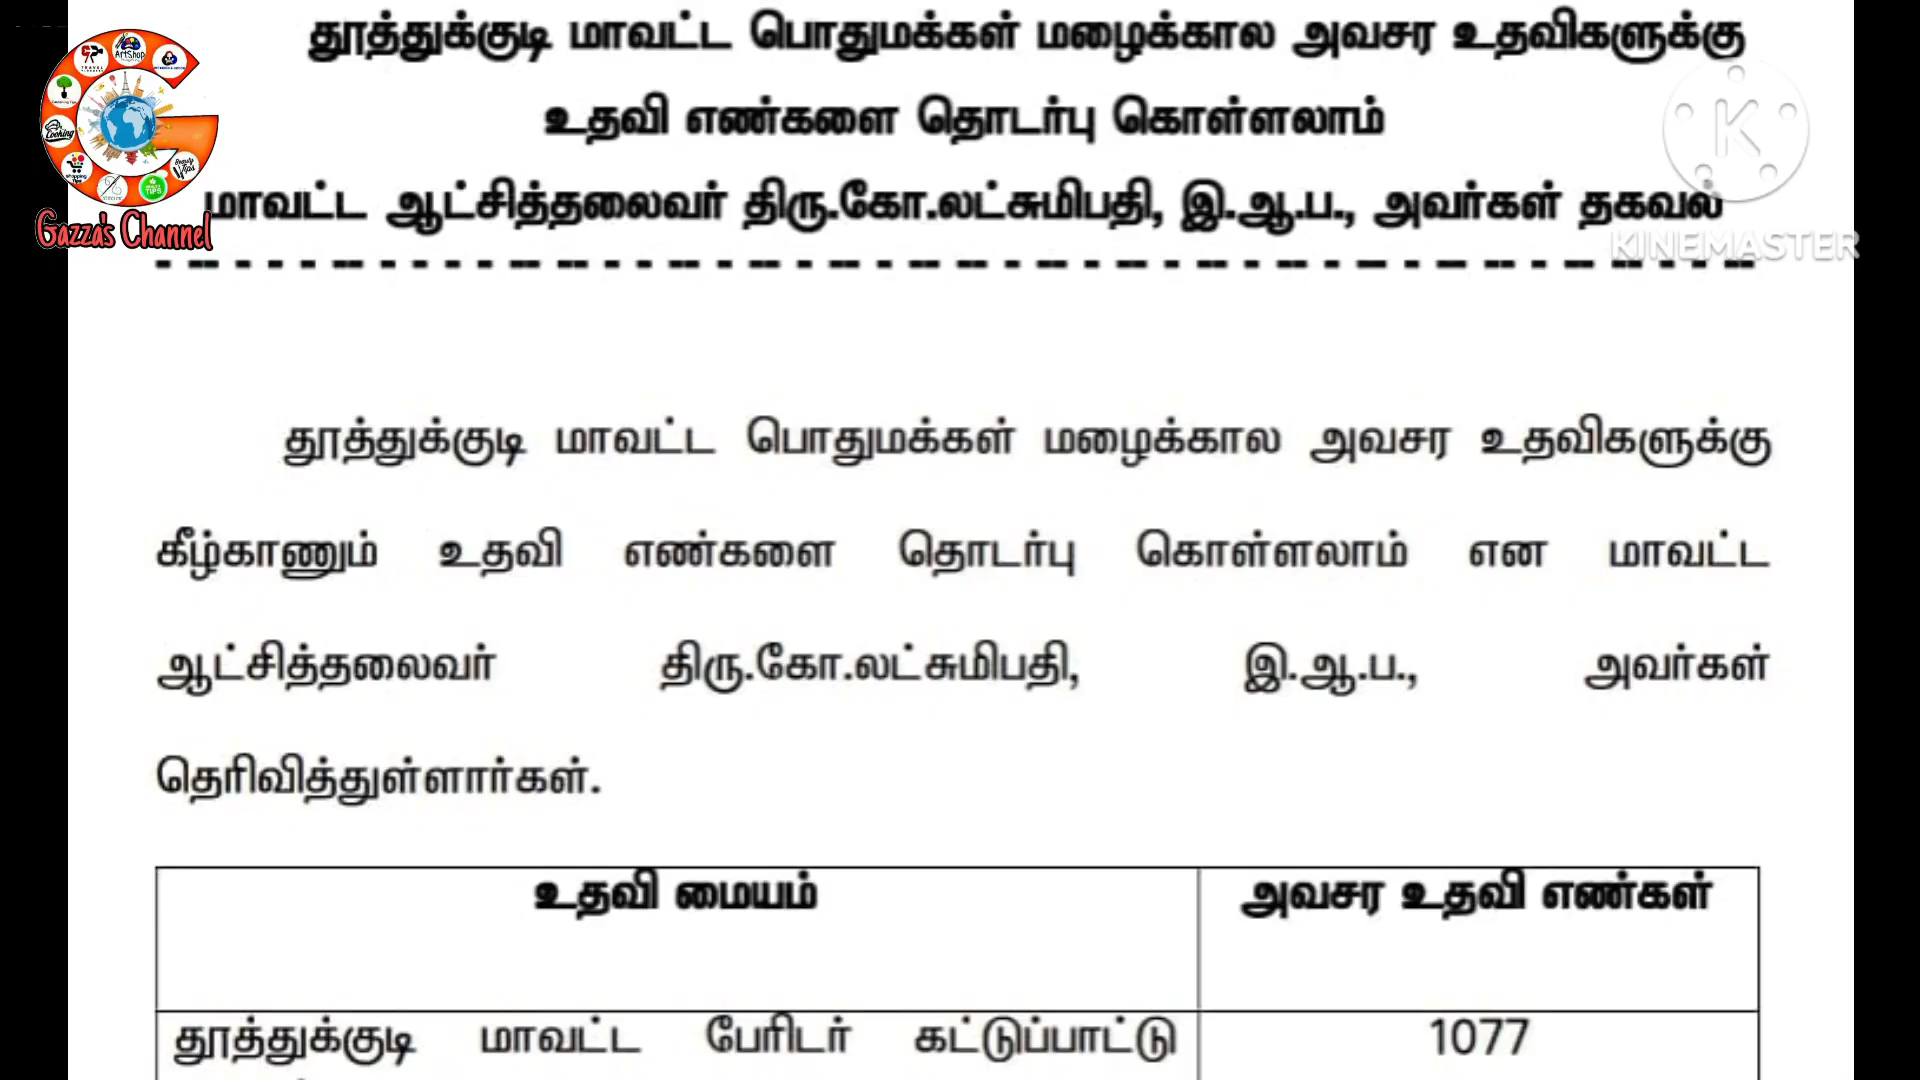 தூத்துக்குடி மாவட்ட பொதுமக்கள் மழைக்கால அவசர உதவிகளுக்கு
உதவி எண்களை தொடர்பு கொள்ளலாம்
மாவட்ட ஆட்சித்தலைவர் திரு.கோ.லட்சுமிபதி, இ.ஆ.ப., அவர்கள் தகவல்
Gazza's Channel
KINEMASTER
தூத்துக்குடி மாவட்ட பொதுமக்கள் மழைக்கால அவசர உதவிகளுக்கு
கீழ்காணும் உதவி எண்களை தொடர்பு கொள்ளலாம் என மாவட்ட
ஆட்சித்தலைவர் திரு.கோ.லட்சுமிபதி, இ.ஆ.ப., அவர்கள்
தெரிவித்துள்ளார்கள்.
உதவி மையம் அவசர உதவி எண்கள்
தூத்துக்குடி மாவட்ட பேரிடர் கட்டுப்பாட்டு 1077